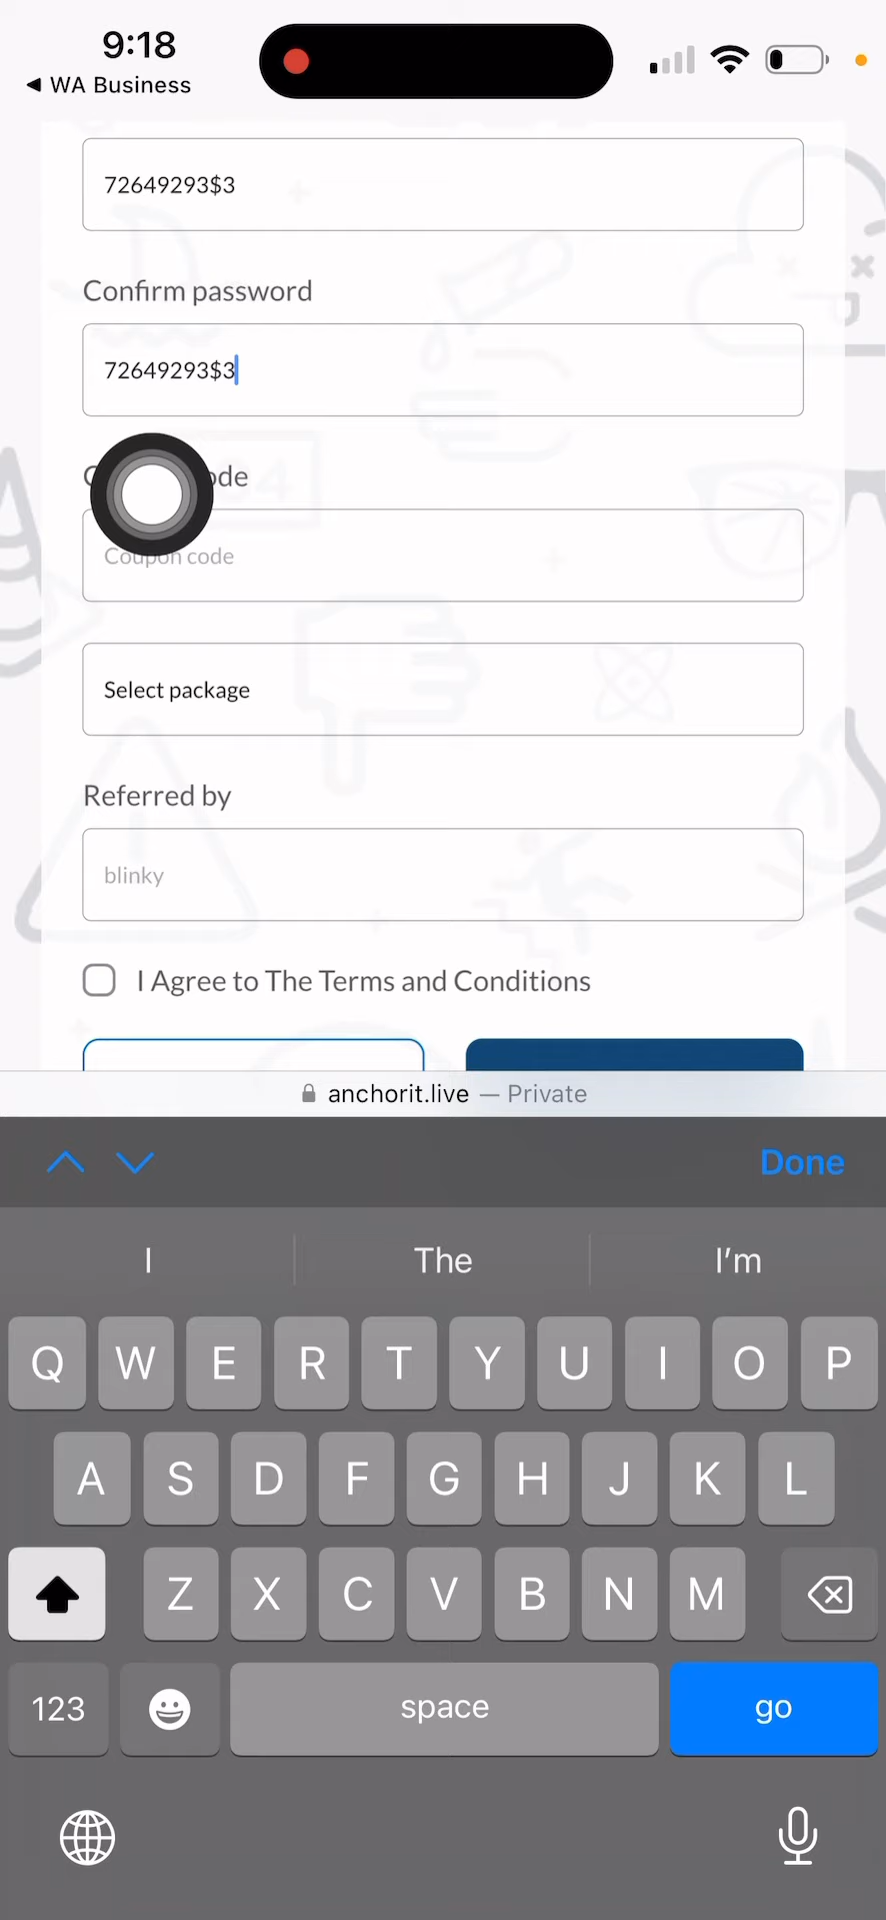 9:18
WA Business
72649293$3
Confirm password
72649293$3
ode
Coupon code
Select package
Referred by
blinky
I Agree to The Terms and Conditions
anchorit.live — Private
Done
I The I'm
Q W E R T Y U I O P
A S D F G H J K L
Z X C V B N M
123 space go